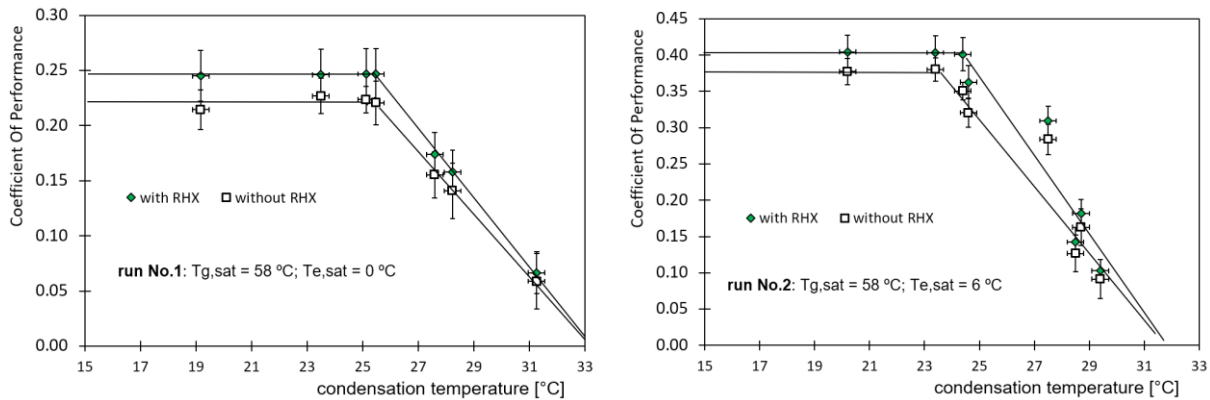 0.30
0.25
0.20
0.15
0.10
0.05
0.00
Coefficient Of Performance
with RHX
without RHX
run No.1: Tg,sat = 58 ºC; Te,sat = 0 ºC
15 17 19 21 23 25 27 29 31 33
condensation temperature [°C]
0.45
0.40
0.35
0.30
0.25
0.20
0.15
0.10
0.05
0.00
Coefficient Of Performance
with RHX
without RHX
run No.2: Tg,sat = 58 ºC; Te,sat = 6 ºC
15 17 19 21 23 25 27 29 31 33
condensation temperature [°C]